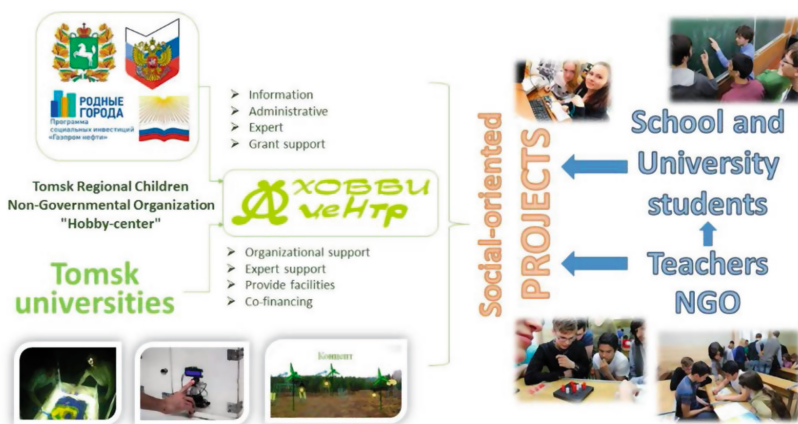 РОДНЫЕ
ГОРОДА
Программа
социальных инвестиций
«Газпром нефти»
➢ Information
➢ Administrative
➢ Expert
➢ Grant support
Tomsk Regional Children
Non-Governmental Organization
"Hobby-center"
ХОББИ
центр
Tomsk
universities
➢ Organizational support
➢ Expert support
➢ Provide facilities
➢ Co-financing
Концепт
Social-oriented
PROJECTS
School and
University
students
Teachers
NGO